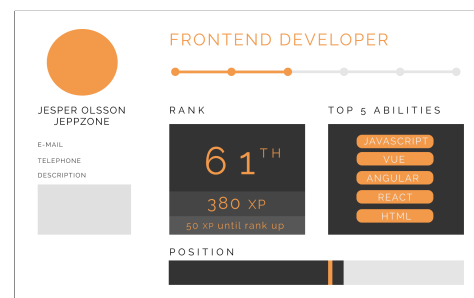 FRONTEND DEVELOPER
JESPER OLSSON
JEPPZONE
E-MAIL
TELEPHONE
DESCRIPTION
RANK
61TH
380 XP
50 XP until rank up
TOP 5 ABILITIES
JAVASCRIPT
VUE
ANGULAR
REACT
HTML
POSITION